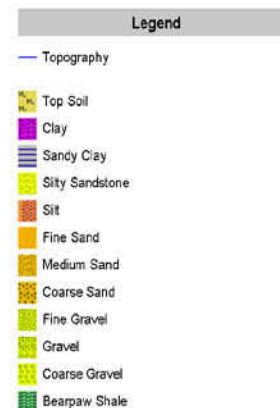 Legend
Topography
Top Soil
Clay
Sandy Clay
Silty Sandstone
Silt
Fine Sand
Medium Sand
Coarse Sand
Fine Gravel
Gravel
Coarse Gravel
Bearpaw Shale